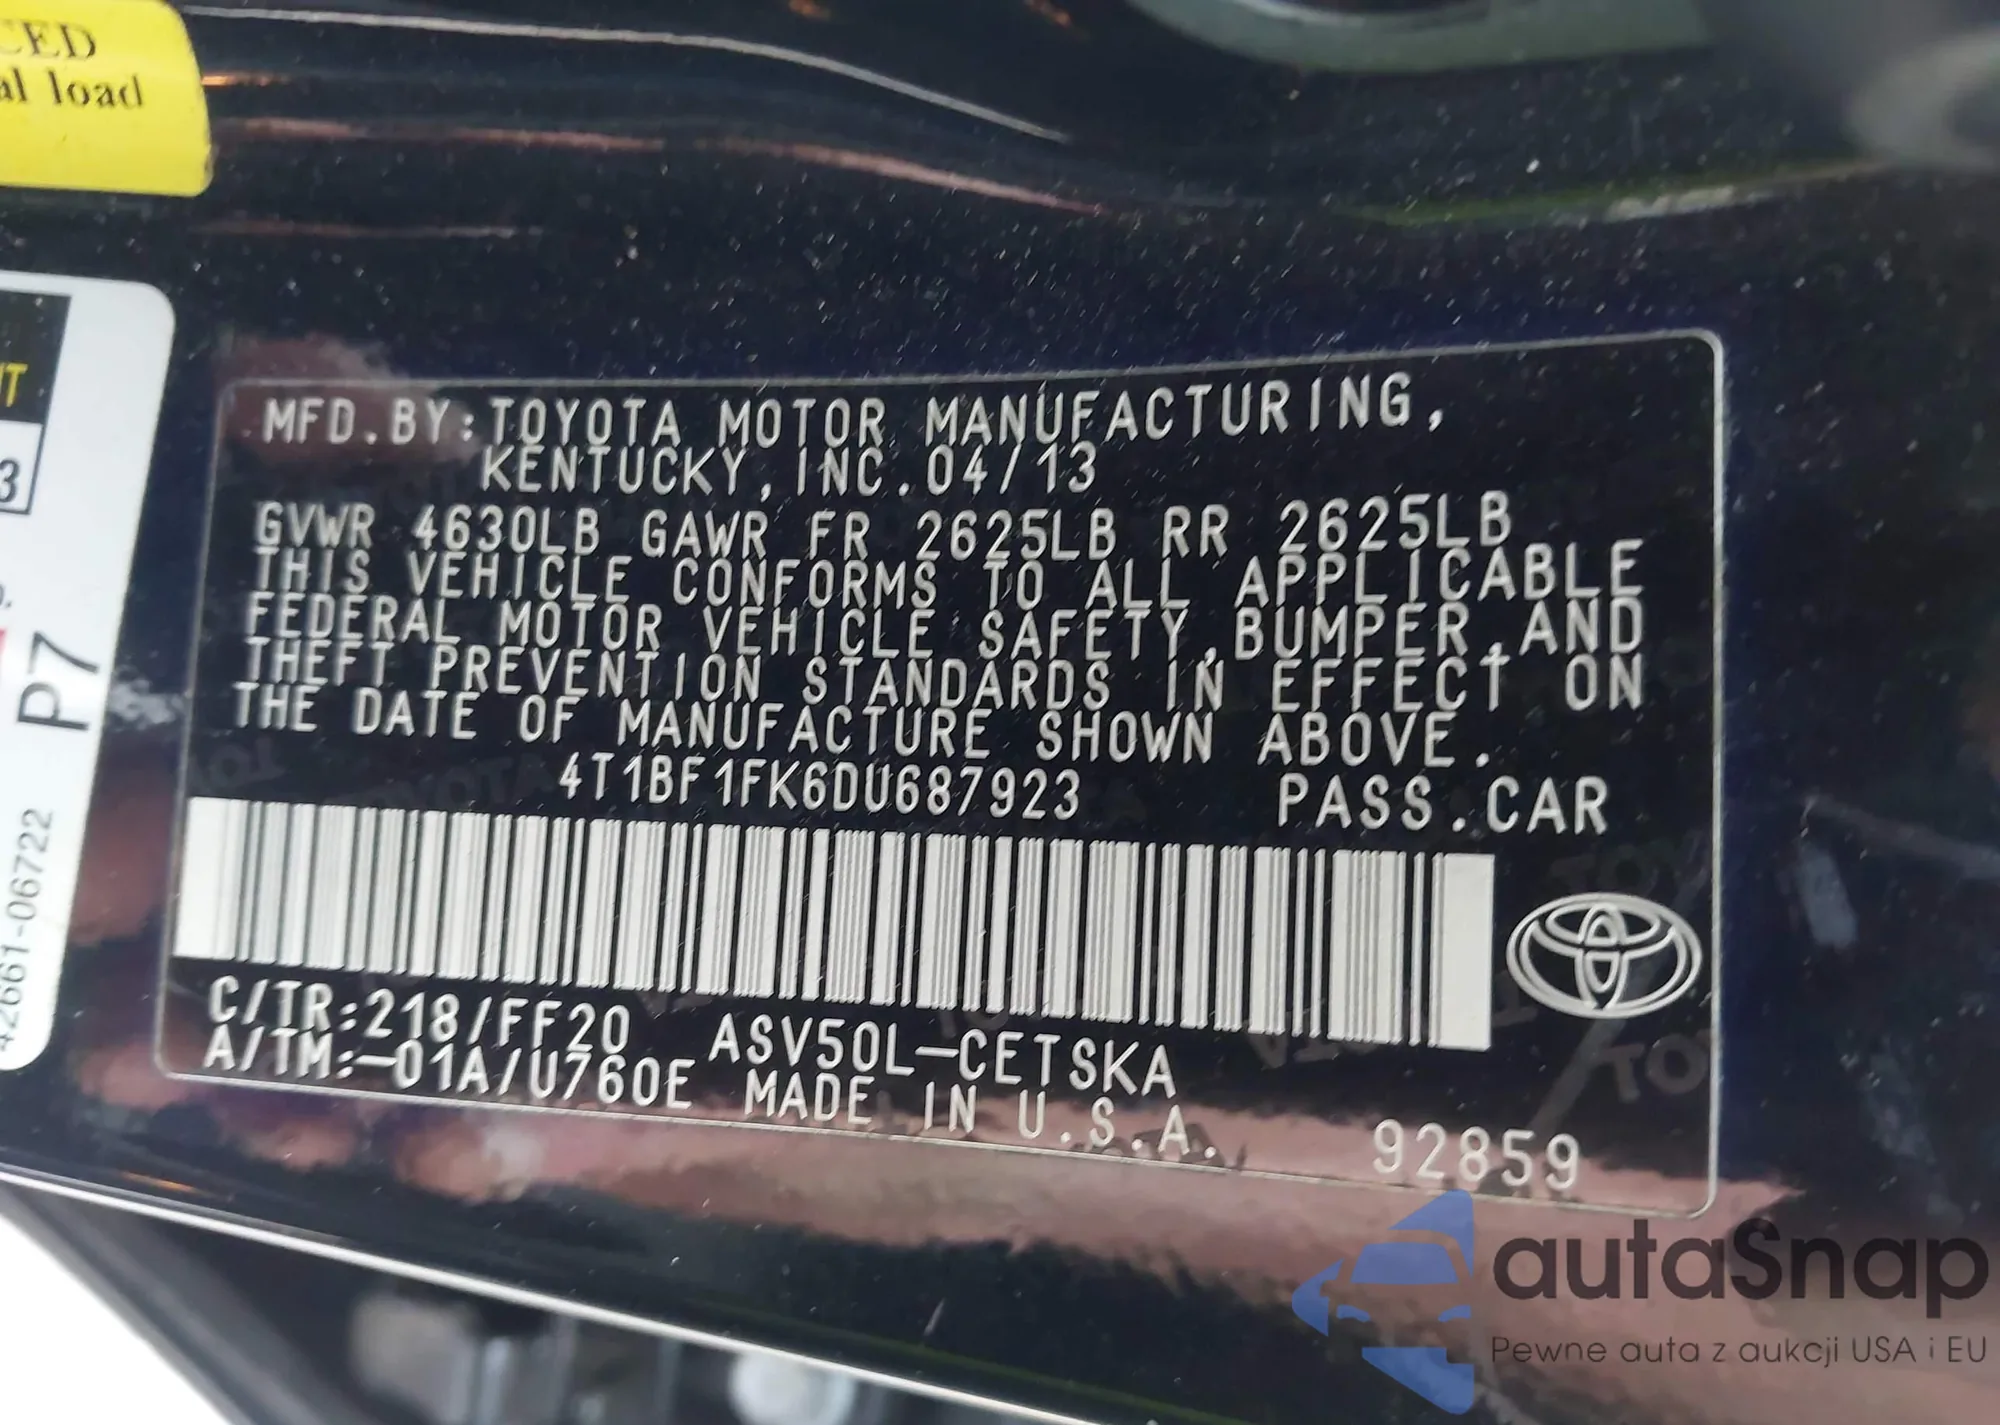 CED
al load
NT
3
P7
42661-06722
MFD.BY:TOYOTA MOTOR MANUFACTURING,
KENTUCKY, INC. 04/13
GVWR 4630LB GAWR FR 2625LB RR 2625LB
THIS VEHICLE CONFORMS TO ALL APPLICABLE
FEDERAL MOTOR VEHICLE SAFETY,BUMPER,AND
THEFT PREVENTION STANDARDS IN EFFECT ON
THE DATE OF MANUFACTURE SHOWN ABOVE.
4T1BF1FK6DU687923 PASS.CAR
C/TR:218/FF20 ASV50L-CETSKA
A/TM:-01A/U760E MADE IN U.S.A.
92859
autaSnap
Pewne auta z aukcji USA i EU